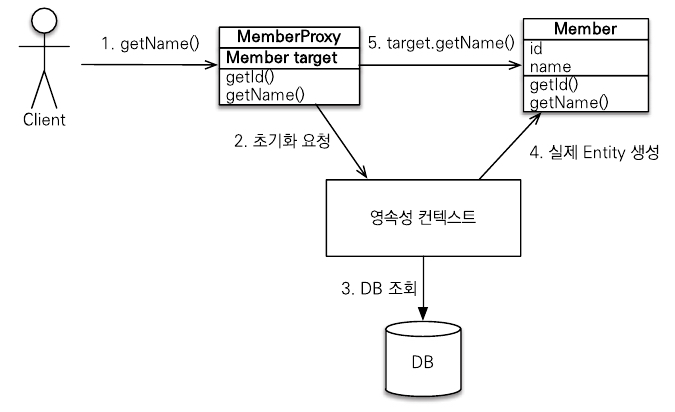 1. getName()
MemberProxy
Member target
getId()
getName()
5. target.getName()
Member
id
name
getId()
getName()
Client
2. 초기화 요청
4. 실제 Entity 생성
영속성 컨텍스트
3. DB 조회
DB